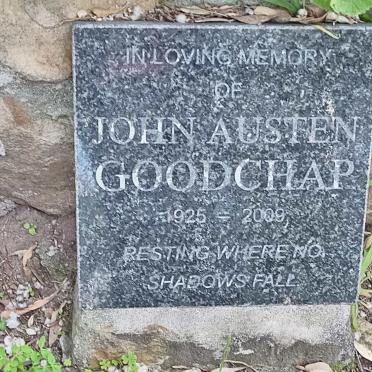 IN LOVING MEMORY
OF
JOHN AUSTEN
GOODCHAP
1925 - 2009
RESTING WHERE NO
SHADOWS FALL